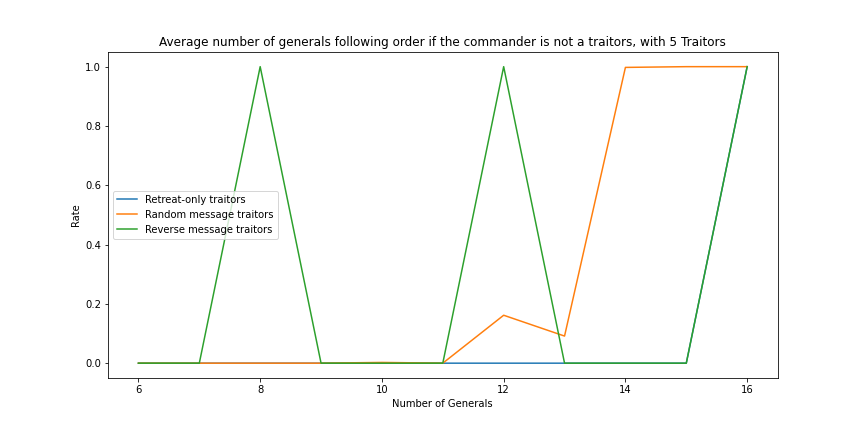 Average number of generals following order if the commander is not a traitors, with 5 Traitors
1.0
0.8
0.6
0.4
0.2
0.0
Rate
Retreat-only traitors
Random message traitors
Reverse message traitors
6 8 10 12 14 16
Number of Generals